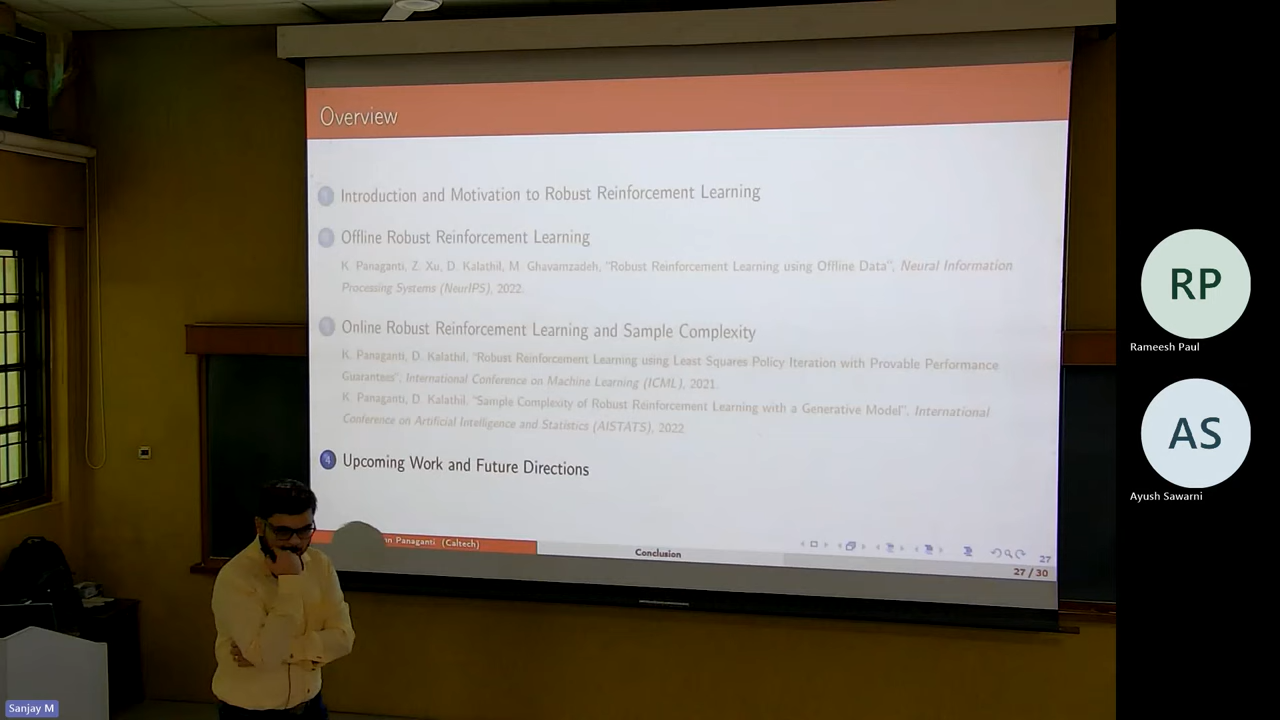 Overview
1 Introduction and Motivation to Robust Reinforcement Learning
Offline Robust Reinforcement Learning
K. Panaganti, Z. Xu, D. Kalathil, M. Ghavamzadeh, "Robust Reinforcement Learning using Offline Data", Neural Information
Processing Systems (NeurIPS), 2022.
Online Robust Reinforcement Learning and Sample Complexity
K. Panaganti, D. Kalathil, "Robust Reinforcement Learning using Least Squares Policy Iteration with Provable Performance
Guarantees", International Conference on Machine Learning (ICML), 2021.
K. Panaganti, D. Kalathil, "Sample Complexity of Robust Reinforcement Learning with a Generative Model", International
Conference on Artificial Intelligence and Statistics (AISTATS), 2022.
4 Upcoming Work and Future Directions
Panaganti (Caltech)
Conclusion
27
27 / 30
RP
Rameesh Paul
AS
Ayush Sawarni
Sanjay M